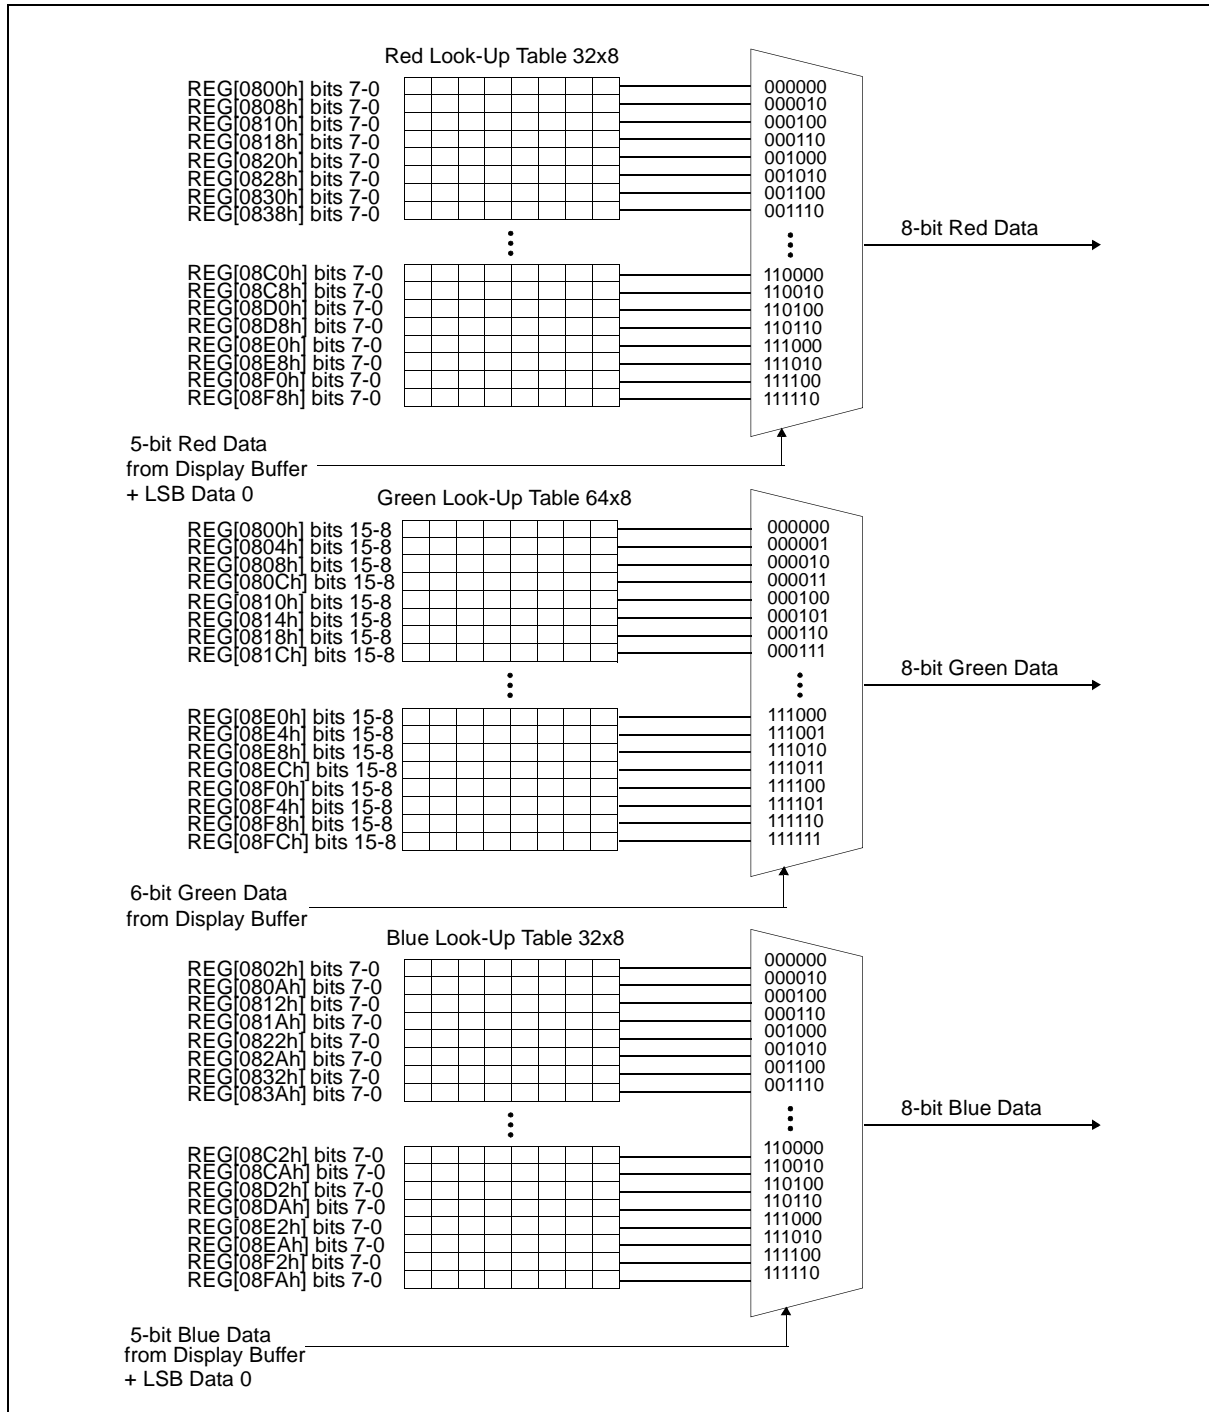 Red Look-Up Table 32x8
REG[0800h] bits 7-0 000000
REG[0808h] bits 7-0 000010
REG[0810h] bits 7-0 000100
REG[0818h] bits 7-0 000110
REG[0820h] bits 7-0 001000
REG[0828h] bits 7-0 001010
REG[0830h] bits 7-0 001100
REG[0838h] bits 7-0 001110
8-bit Red Data
REG[08C0h] bits 7-0 110000
REG[08C8h] bits 7-0 110010
REG[08D0h] bits 7-0 110100
REG[08D8h] bits 7-0 110110
REG[08E0h] bits 7-0 111000
REG[08E8h] bits 7-0 111010
REG[08F0h] bits 7-0 111100
REG[08F8h] bits 7-0 111110
5-bit Red Data
from Display Buffer
+ LSB Data 0
Green Look-Up Table 64x8
REG[0800h] bits 15-8 000000
REG[0804h] bits 15-8 000001
REG[0808h] bits 15-8 000010
REG[080Ch] bits 15-8 000011
REG[0810h] bits 15-8 000100
REG[0814h] bits 15-8 000101
REG[0818h] bits 15-8 000110
REG[081Ch] bits 15-8 000111
8-bit Green Data
REG[08E0h] bits 15-8 111000
REG[08E4h] bits 15-8 111001
REG[08E8h] bits 15-8 111010
REG[08ECh] bits 15-8 111011
REG[08F0h] bits 15-8 111100
REG[08F4h] bits 15-8 111101
REG[08F8h] bits 15-8 111110
REG[08FCh] bits 15-8 111111
6-bit Green Data
from Display Buffer
Blue Look-Up Table 32x8
REG[0802h] bits 7-0 000000
REG[080Ah] bits 7-0 000010
REG[0812h] bits 7-0 000100
REG[081Ah] bits 7-0 000110
REG[0822h] bits 7-0 001000
REG[082Ah] bits 7-0 001010
REG[0832h] bits 7-0 001100
REG[083Ah] bits 7-0 001110
8-bit Blue Data
REG[08C2h] bits 7-0 110000
REG[08CAh] bits 7-0 110010
REG[08D2h] bits 7-0 110100
REG[08DAh] bits 7-0 110110
REG[08E2h] bits 7-0 111000
REG[08EAh] bits 7-0 111010
REG[08F2h] bits 7-0 111100
REG[08FAh] bits 7-0 111110
5-bit Blue Data
from Display Buffer
+ LSB Data 0